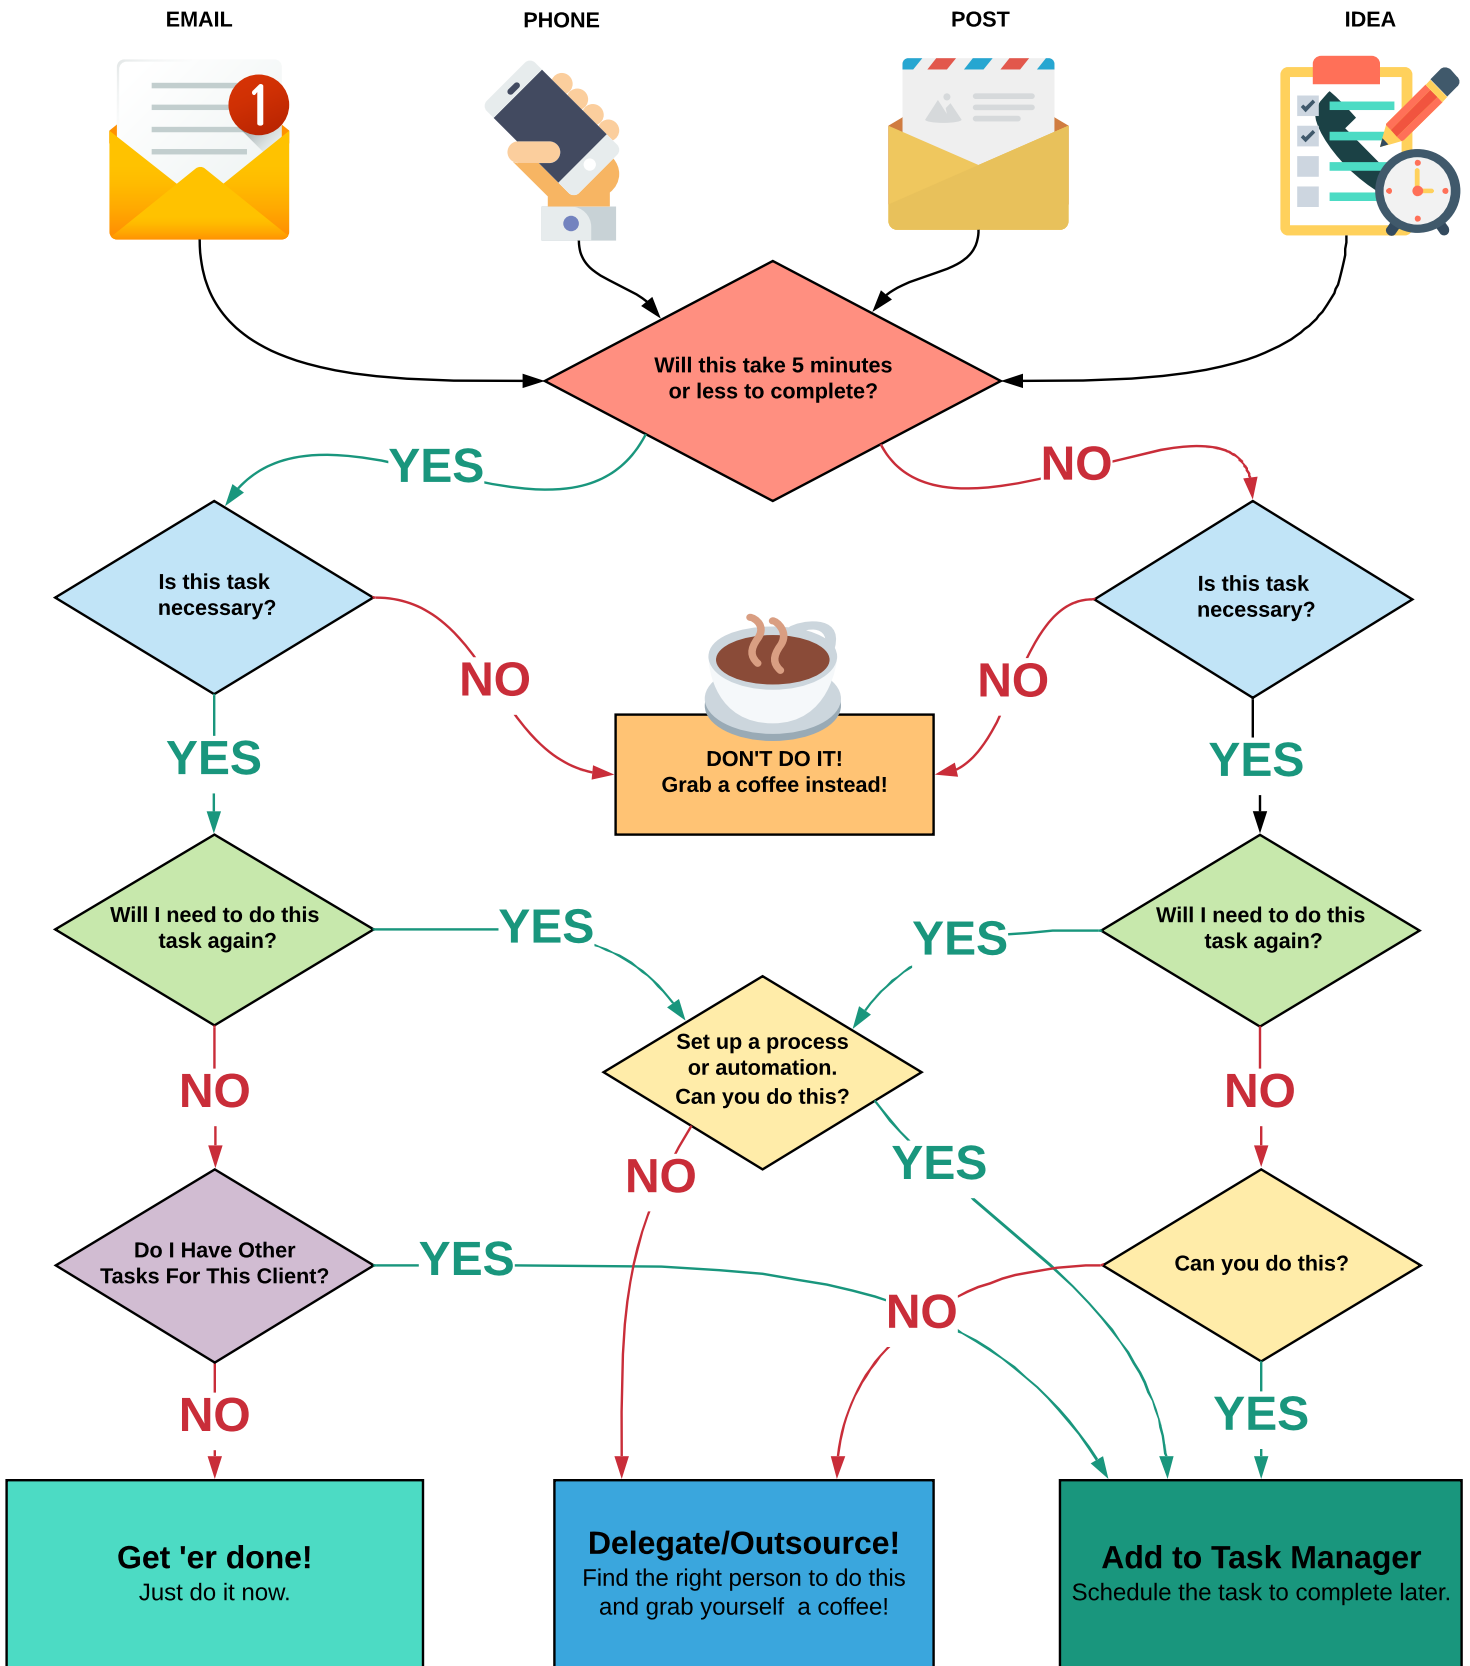 EMAIL
PHONE
POST
IDEA
1
Will this take 5 minutes
or less to complete?
YES
NO
Is this task
necessary?
Is this task
necessary?
NO
NO
YES
YES
DON'T DO IT!
Grab a coffee instead!
Will I need to do this
task again?
YES
YES
Will I need to do this
task again?
Set up a process
or automation.
Can you do this?
NO
NO
NO
YES
Do I Have Other
Tasks For This Client?
YES
NO
Can you do this?
NO
YES
Get 'er done!
Just do it now.
Delegate/Outsource!
Find the right person to do this
and grab yourself a coffee!
Add to Task Manager
Schedule the task to complete later.